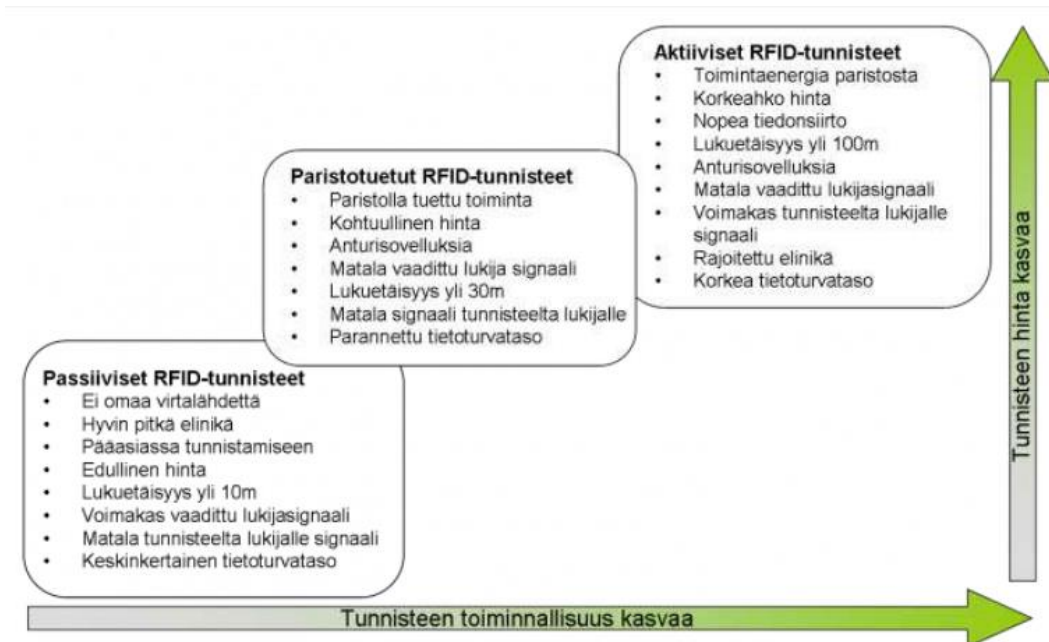 Aktiiviset RFID-tunnisteet
• Toimintaenergia paristosta
• Korkeahko hinta
• Nopea tiedonsiirto
• Lukuetäisyys yli 100m
• Anturisovelluksia
• Matala vaadittu lukijasignaali
• Voimakas tunnisteelta lukijalle
signaali
• Rajoitettu elinikä
• Korkea tietoturvataso
Paristotuetut RFID-tunnisteet
• Paristolla tuettu toiminta
• Kohtuullinen hinta
• Anturisovelluksia
• Matala vaadittu lukija signaali
• Lukuetäisyys yli 30m
• Matala signaali tunnisteelta lukijalle
• Parannettu tietoturvataso
Passiiviset RFID-tunnisteet
• Ei omaa virtalähdettä
• Hyvin pitkä elinikä
• Pääasiassa tunnistamiseen
• Edullinen hinta
• Lukuetäisyys yli 10m
• Voimakas vaadittu lukijasignaali
• Matala tunnisteelta lukijalle signaali
• Keskinkertainen tietoturvataso
Tunnisteen hinta kasvaa
Tunnisteen toiminnallisuus kasvaa